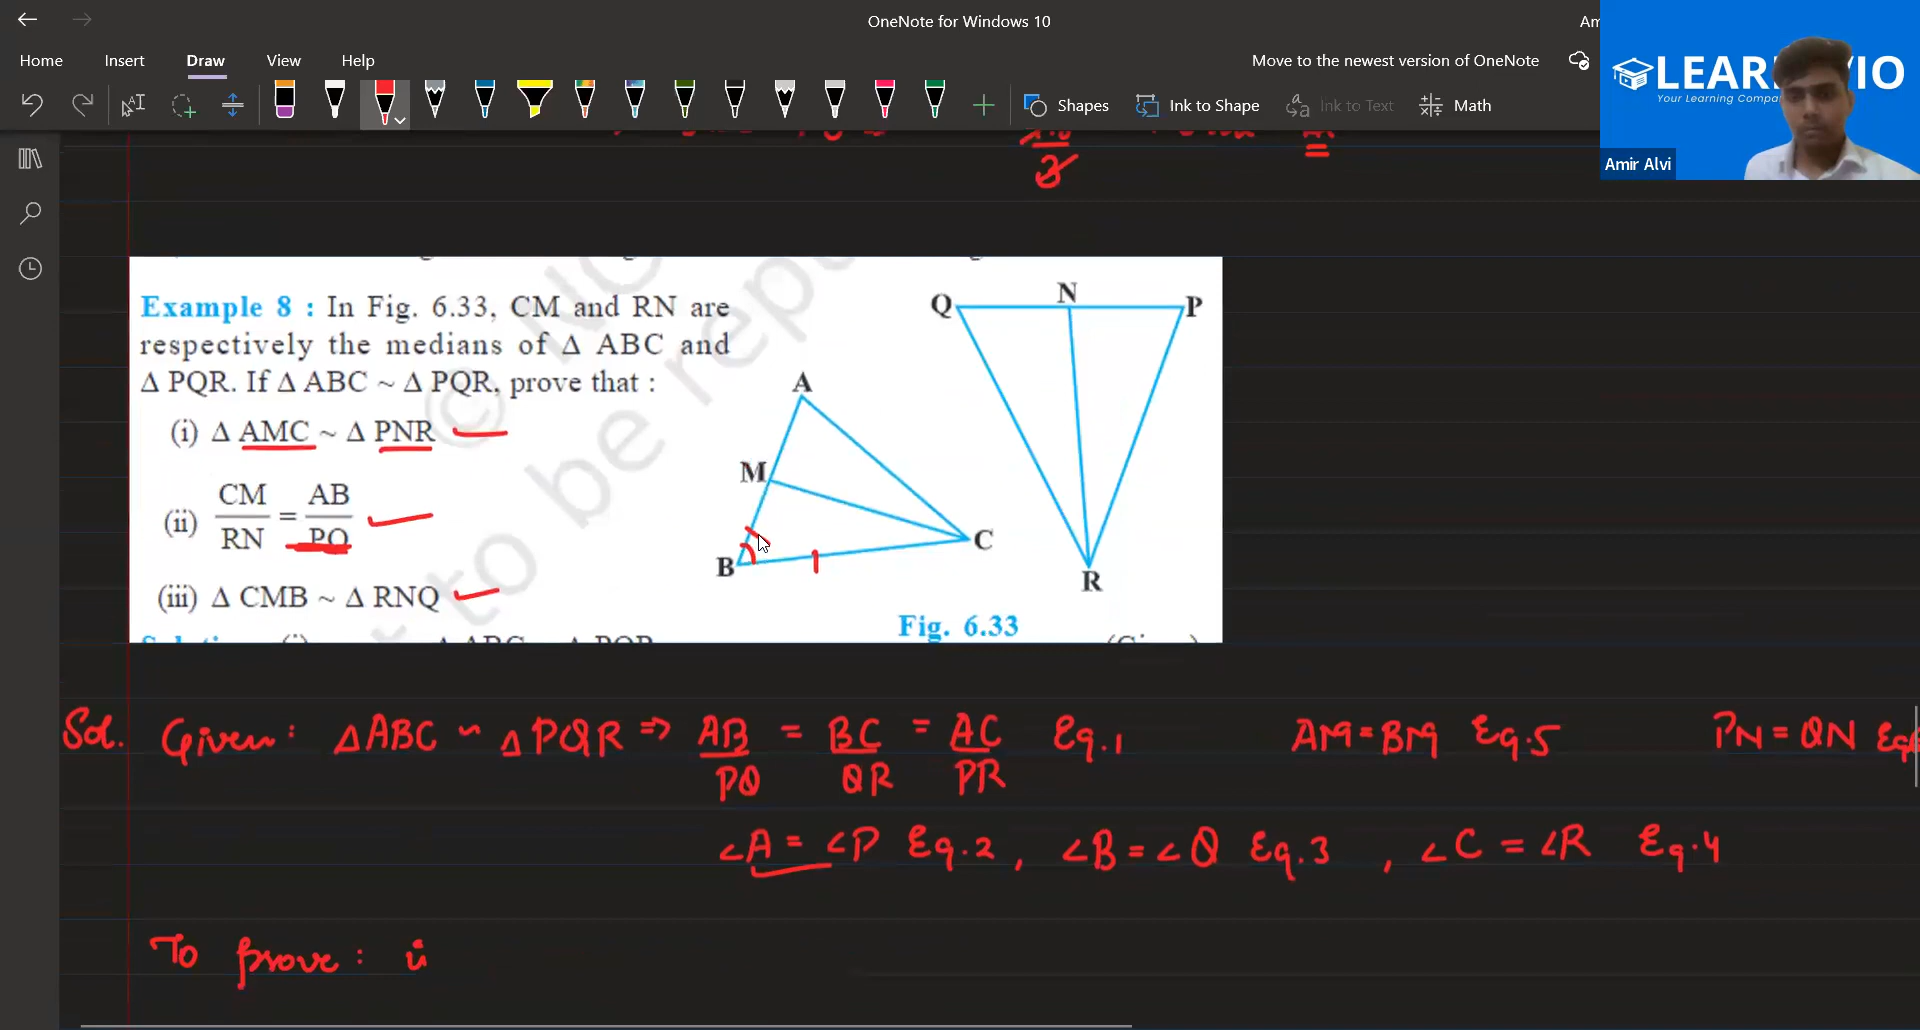 OneNote for Windows 10
Home Insert Draw View Help
Move to the newest version of OneNote
Shapes Ink to Shape Ink to Text Math
Your Learning
Amir Alvi
Example 8 : In Fig. 6.33, CM and RN are
respectively the medians of Δ ABC and
Δ PQR. If Δ ABC ~ Δ PQR, prove that :
(i) Δ AMC ~ Δ PNR
(ii) CM/RN = AB/PQ
(iii) Δ CMB ~ Δ RNQ
Q N P
A
M
B C
R
Fig. 6.33
Sol. Given: ΔABC ~ ΔPQR ⇒ AB/PQ = BC/QR = AC/PR Eq.1 AM=BM Eq.5 PN=QN
∠A = ∠P Eq.2, ∠B=∠Q Eq.3, ∠C=∠R Eq.4
To prove: ii